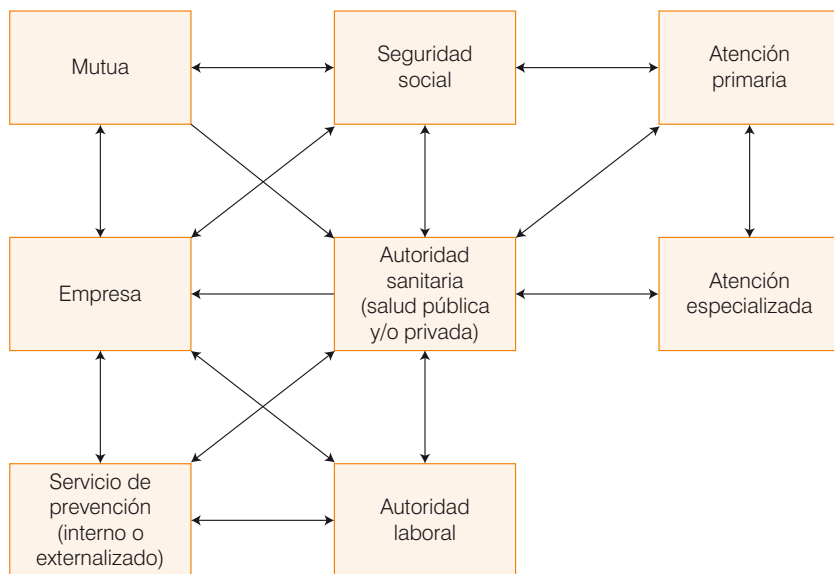 Mutua
Seguridad
social
Atención
primaria
Empresa
Autoridad
sanitaria
(salud pública
y/o privada)
Atención
especializada
Servicio de
prevención
(interno o
externalizado)
Autoridad
laboral